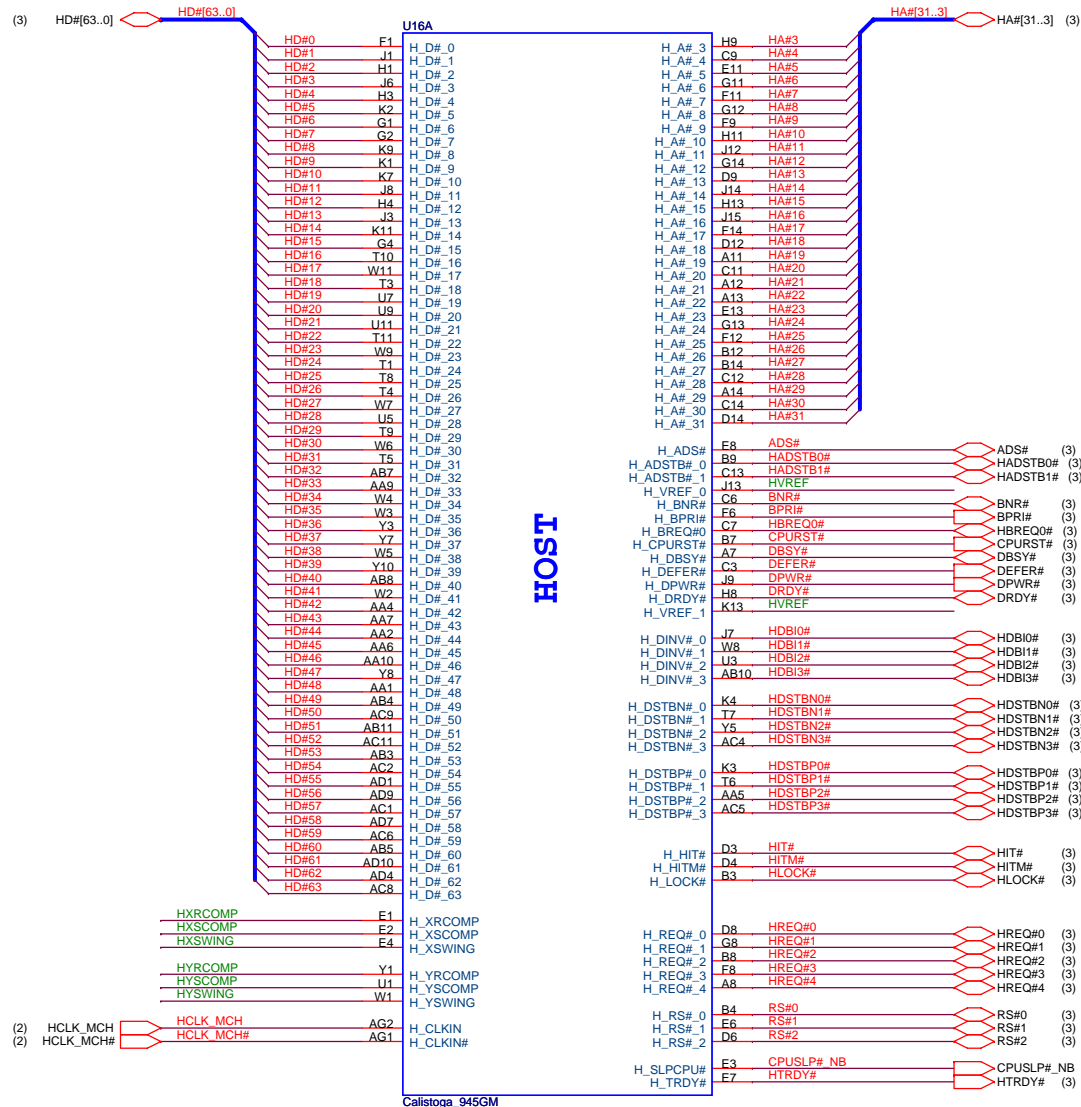 (3) HD#[63..0] HD#[63..0]
HA#[31..3] HA#[31..3] (3)
U16A
HD#0 F1 H_D#_0
HD#1 J1 H_D#_1
HD#2 H1 H_D#_2
HD#3 J6 H_D#_3
HD#4 H3 H_D#_4
HD#5 K2 H_D#_5
HD#6 G1 H_D#_6
HD#7 G2 H_D#_7
HD#8 K9 H_D#_8
HD#9 K1 H_D#_9
HD#10 K7 H_D#_10
HD#11 J8 H_D#_11
HD#12 H4 H_D#_12
HD#13 J3 H_D#_13
HD#14 K11 H_D#_14
HD#15 G4 H_D#_15
HD#16 T10 H_D#_16
HD#17 W11 H_D#_17
HD#18 T3 H_D#_18
HD#19 U7 H_D#_19
HD#20 U9 H_D#_20
HD#21 U11 H_D#_21
HD#22 T11 H_D#_22
HD#23 W9 H_D#_23
HD#24 T1 H_D#_24
HD#25 T8 H_D#_25
HD#26 T4 H_D#_26
HD#27 W7 H_D#_27
HD#28 U5 H_D#_28
HD#29 T9 H_D#_29
HD#30 W6 H_D#_30
HD#31 T5 H_D#_31
HD#32 AB7 H_D#_32
HD#33 AA9 H_D#_33
HD#34 W4 H_D#_34
HD#35 W3 H_D#_35
HD#36 Y3 H_D#_36
HD#37 Y7 H_D#_37
HD#38 W5 H_D#_38
HD#39 Y10 H_D#_39
HD#40 AB8 H_D#_40
HD#41 W2 H_D#_41
HD#42 AA4 H_D#_42
HD#43 AA7 H_D#_43
HD#44 AA2 H_D#_44
HD#45 AA6 H_D#_45
HD#46 AA10 H_D#_46
HD#47 Y8 H_D#_47
HD#48 AA1 H_D#_48
HD#49 AB4 H_D#_49
HD#50 AC9 H_D#_50
HD#51 AB11 H_D#_51
HD#52 AC11 H_D#_52
HD#53 AB3 H_D#_53
HD#54 AC2 H_D#_54
HD#55 AD1 H_D#_55
HD#56 AD9 H_D#_56
HD#57 AC1 H_D#_57
HD#58 AD7 H_D#_58
HD#59 AC6 H_D#_59
HD#60 AB5 H_D#_60
HD#61 AD10 H_D#_61
HD#62 AD4 H_D#_62
HD#63 AC8 H_D#_63
HXRCOMP E1 H_XRCOMP
HXSCOMP E2 H_XSCOMP
HXSWING E4 H_XSWING
HYRCOMP Y1 H_YRCOMP
HYSCOMP U1 H_YSCOMP
HYSWING W1 H_YSWING
(2) HCLK_MCH HCLK_MCH AG2 H_CLKIN
(2) HCLK_MCH# HCLK_MCH# AG1 H_CLKIN#
HOST
H_A#_3 H9 HA#3
H_A#_4 C9 HA#4
H_A#_5 E11 HA#5
H_A#_6 G11 HA#6
H_A#_7 F11 HA#7
H_A#_8 G12 HA#8
H_A#_9 F9 HA#9
H_A#_10 H11 HA#10
H_A#_11 J12 HA#11
H_A#_12 G14 HA#12
H_A#_13 D9 HA#13
H_A#_14 J14 HA#14
H_A#_15 H13 HA#15
H_A#_16 J15 HA#16
H_A#_17 F14 HA#17
H_A#_18 D12 HA#18
H_A#_19 A11 HA#19
H_A#_20 C11 HA#20
H_A#_21 A12 HA#21
H_A#_22 A13 HA#22
H_A#_23 E13 HA#23
H_A#_24 G13 HA#24
H_A#_25 F12 HA#25
H_A#_26 B12 HA#26
H_A#_27 B14 HA#27
H_A#_28 C12 HA#28
H_A#_29 A14 HA#29
H_A#_30 C14 HA#30
H_A#_31 D14 HA#31
H_ADS# E8 ADS# ADS# (3)
H_ADSTB#_0 B9 HADSTB0# HADSTB0# (3)
H_ADSTB#_1 C13 HADSTB1# HADSTB1# (3)
H_VREF_0 J13 HVREF
H_BNR# C6 BNR# BNR# (3)
H_BPRI# F6 BPRI# BPRI# (3)
H_BREQ#0 C7 HBREQ0# HBREQ0# (3)
H_CPURST# B7 CPURST# CPURST# (3)
H_DBSY# A7 DBSY# DBSY# (3)
H_DEFER# C3 DEFER# DEFER# (3)
H_DPWR# J9 DPWR# DPWR# (3)
H_DRDY# H8 DRDY# DRDY# (3)
H_VREF_1 K13 HVREF
H_DINV#_0 J7 HDBI0# HDBI0# (3)
H_DINV#_1 W8 HDBI1# HDBI1# (3)
H_DINV#_2 U3 HDBI2# HDBI2# (3)
H_DINV#_3 AB10 HDBI3# HDBI3# (3)
H_DSTBN#_0 K4 HDSTBN0# HDSTBN0# (3)
H_DSTBN#_1 T7 HDSTBN1# HDSTBN1# (3)
H_DSTBN#_2 Y5 HDSTBN2# HDSTBN2# (3)
H_DSTBN#_3 AC4 HDSTBN3# HDSTBN3# (3)
H_DSTBP#_0 K3 HDSTBP0# HDSTBP0# (3)
H_DSTBP#_1 T6 HDSTBP1# HDSTBP1# (3)
H_DSTBP#_2 AA5 HDSTBP2# HDSTBP2# (3)
H_DSTBP#_3 AC5 HDSTBP3# HDSTBP3# (3)
H_HIT# D3 HIT# HIT# (3)
H_HITM# D4 HITM# HITM# (3)
H_LOCK# B3 HLOCK# HLOCK# (3)
H_REQ#_0 D8 HREQ#0 HREQ#0 (3)
H_REQ#_1 G8 HREQ#1 HREQ#1 (3)
H_REQ#_2 B8 HREQ#2 HREQ#2 (3)
H_REQ#_3 F8 HREQ#3 HREQ#3 (3)
H_REQ#_4 A8 HREQ#4 HREQ#4 (3)
H_RS#_0 B4 RS#0 RS#0 (3)
H_RS#_1 E6 RS#1 RS#1 (3)
H_RS#_2 D6 RS#2 RS#2 (3)
H_SLPCPU# E3 CPUSLP#_NB CPUSLP#_NB
H_TRDY# E7 HTRDY# HTRDY# (3)
Calistoga_945GM